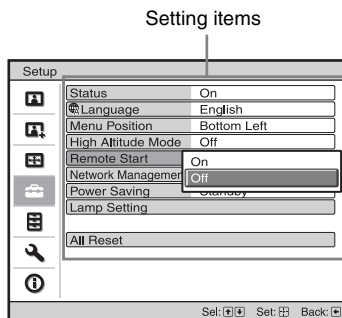 Setting items
Setup
Status On
Language English
Menu Position Bottom Left
High Altitude Mode Off
Remote Start On
Network Managemen Off
Power Saving Standby
Lamp Setting
All Reset
Sel: Set: Back: